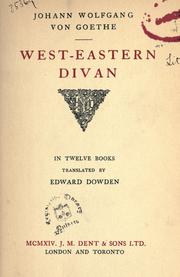 JOHANN WOLFGANG
VON GOETHE
WEST-EASTERN
DIVAN
IN TWELVE BOOKS
TRANSLATED BY
EDWARD DOWDEN
MCMXIV. J. M. DENT & SONS LTD.
LONDON AND TORONTO